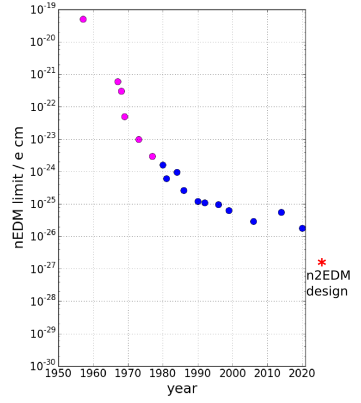 10⁻¹⁹
10⁻²⁰
10⁻²¹
10⁻²²
10⁻²³
10⁻²⁴
10⁻²⁵
10⁻²⁶
10⁻²⁷
10⁻²⁸
10⁻²⁹
10⁻³⁰
nEDM limit / e cm
n2EDM
design
1950 1960 1970 1980 1990 2000 2010 2020
year